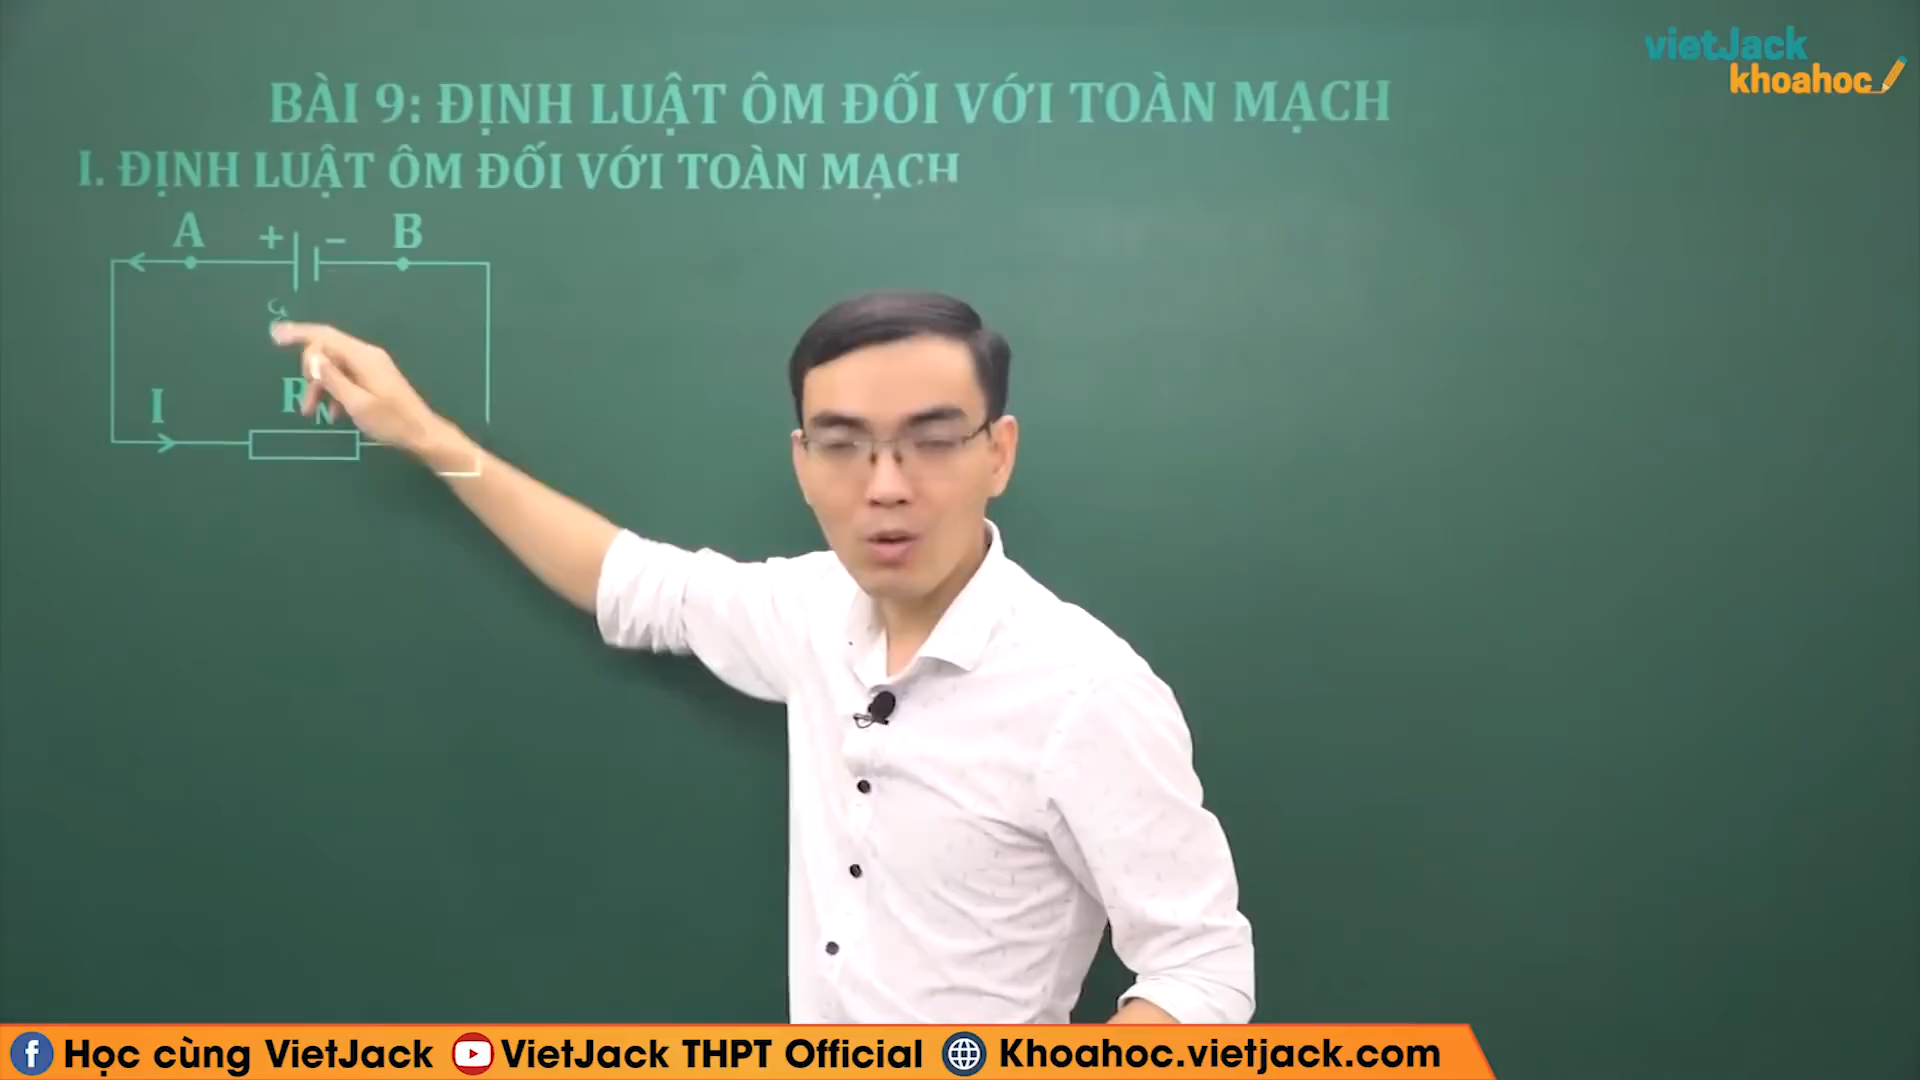 vietJack
khoahoc
BÀI 9: ĐỊNH LUẬT ÔM ĐỐI VỚI TOÀN MẠCH
I. ĐỊNH LUẬT ÔM ĐỐI VỚI TOÀN MẠCH
A + − B
I
R N
Học cùng VietJack VietJack THPT Official Khoahoc.vietjack.com